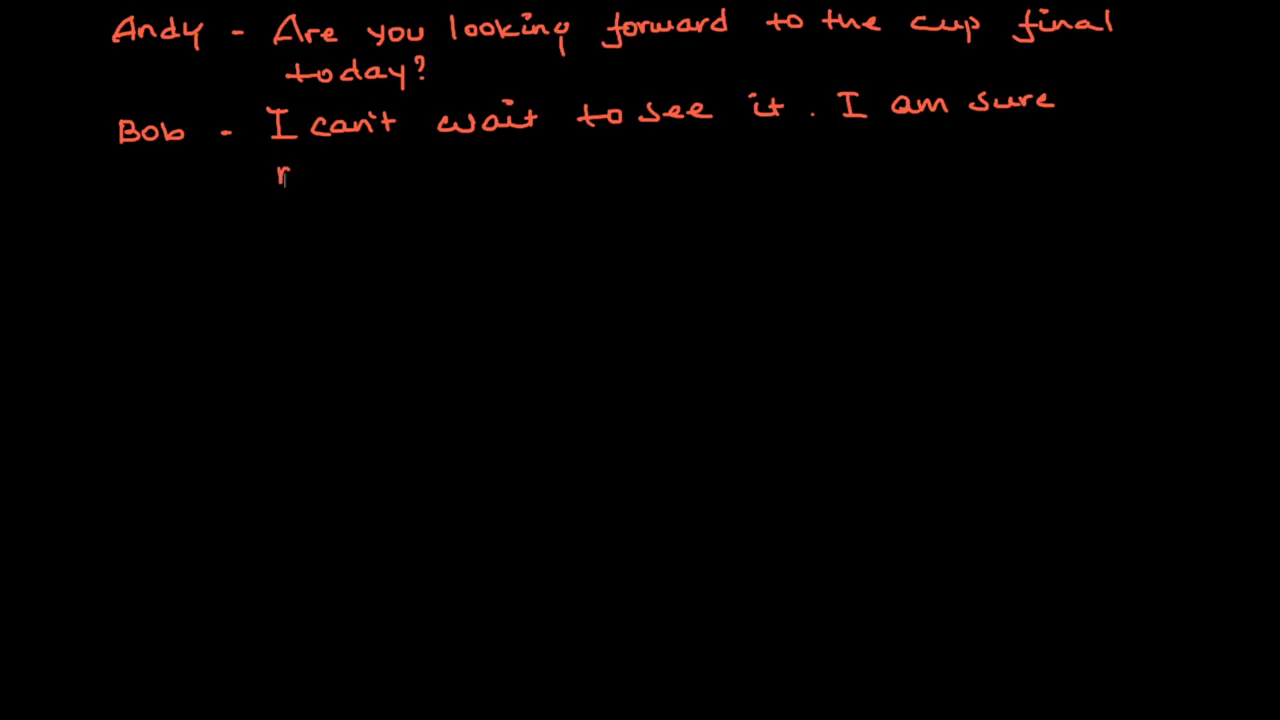 Andy - Are you looking forward to the cup final
today?
Bob - I can't wait to see it. I am sure
r